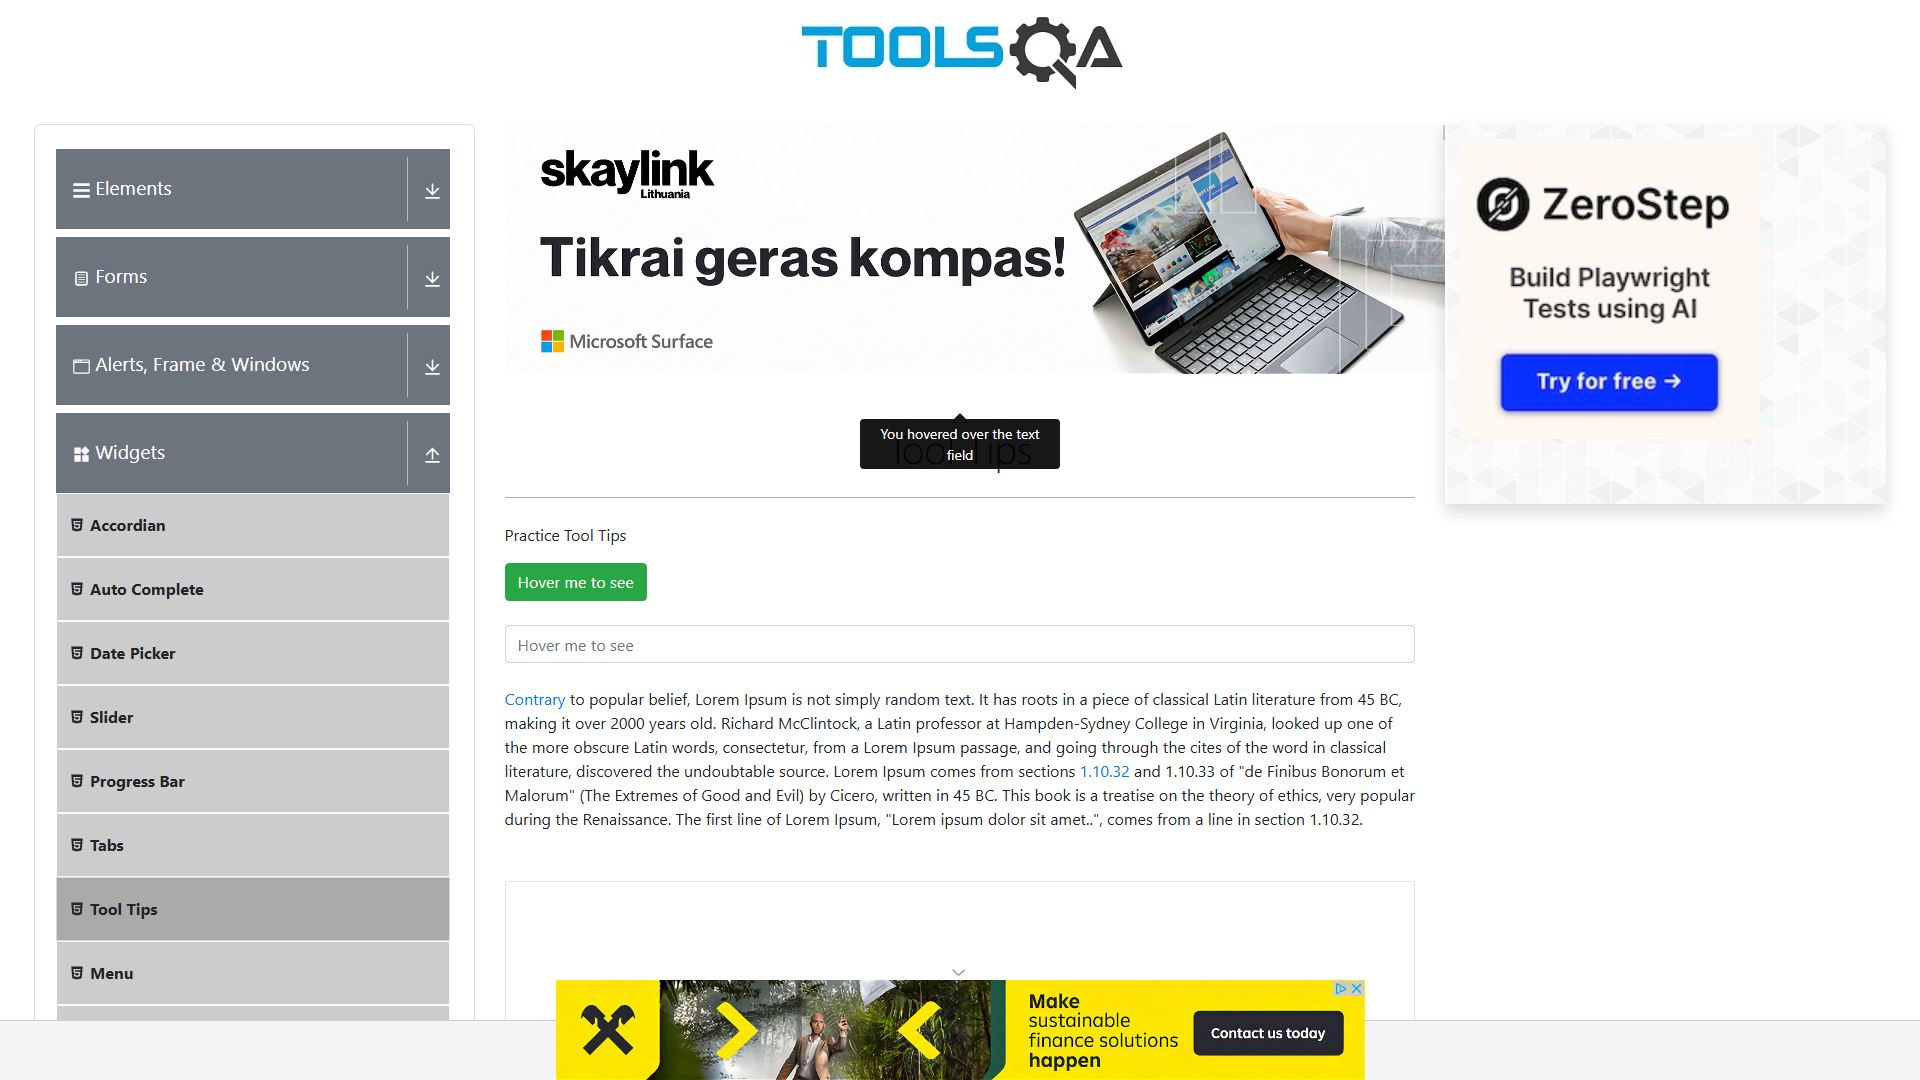 TOOLSQA
Elements
Forms
Alerts, Frame & Windows
Widgets
Accordian
Auto Complete
Date Picker
Slider
Progress Bar
Tabs
Tool Tips
Menu
skaylink
Lithuania
Tikrai geras kompas!
Microsoft Surface
You hovered over the text
field
Tool Tips
Practice Tool Tips
Hover me to see
Hover me to see
Contrary to popular belief, Lorem Ipsum is not simply random text. It has roots in a piece of classical Latin literature from 45 BC,
making it over 2000 years old. Richard McClintock, a Latin professor at Hampden-Sydney College in Virginia, looked up one of
the more obscure Latin words, consectetur, from a Lorem Ipsum passage, and going through the cites of the word in classical
literature, discovered the undoubtable source. Lorem Ipsum comes from sections 1.10.32 and 1.10.33 of "de Finibus Bonorum et
Malorum" (The Extremes of Good and Evil) by Cicero, written in 45 BC. This book is a treatise on the theory of ethics, very popular
during the Renaissance. The first line of Lorem Ipsum, "Lorem ipsum dolor sit amet..", comes from a line in section 1.10.32.
ZeroStep
Build Playwright
Tests using AI
Try for free →
Make
sustainable
finance solutions
happen
Contact us today